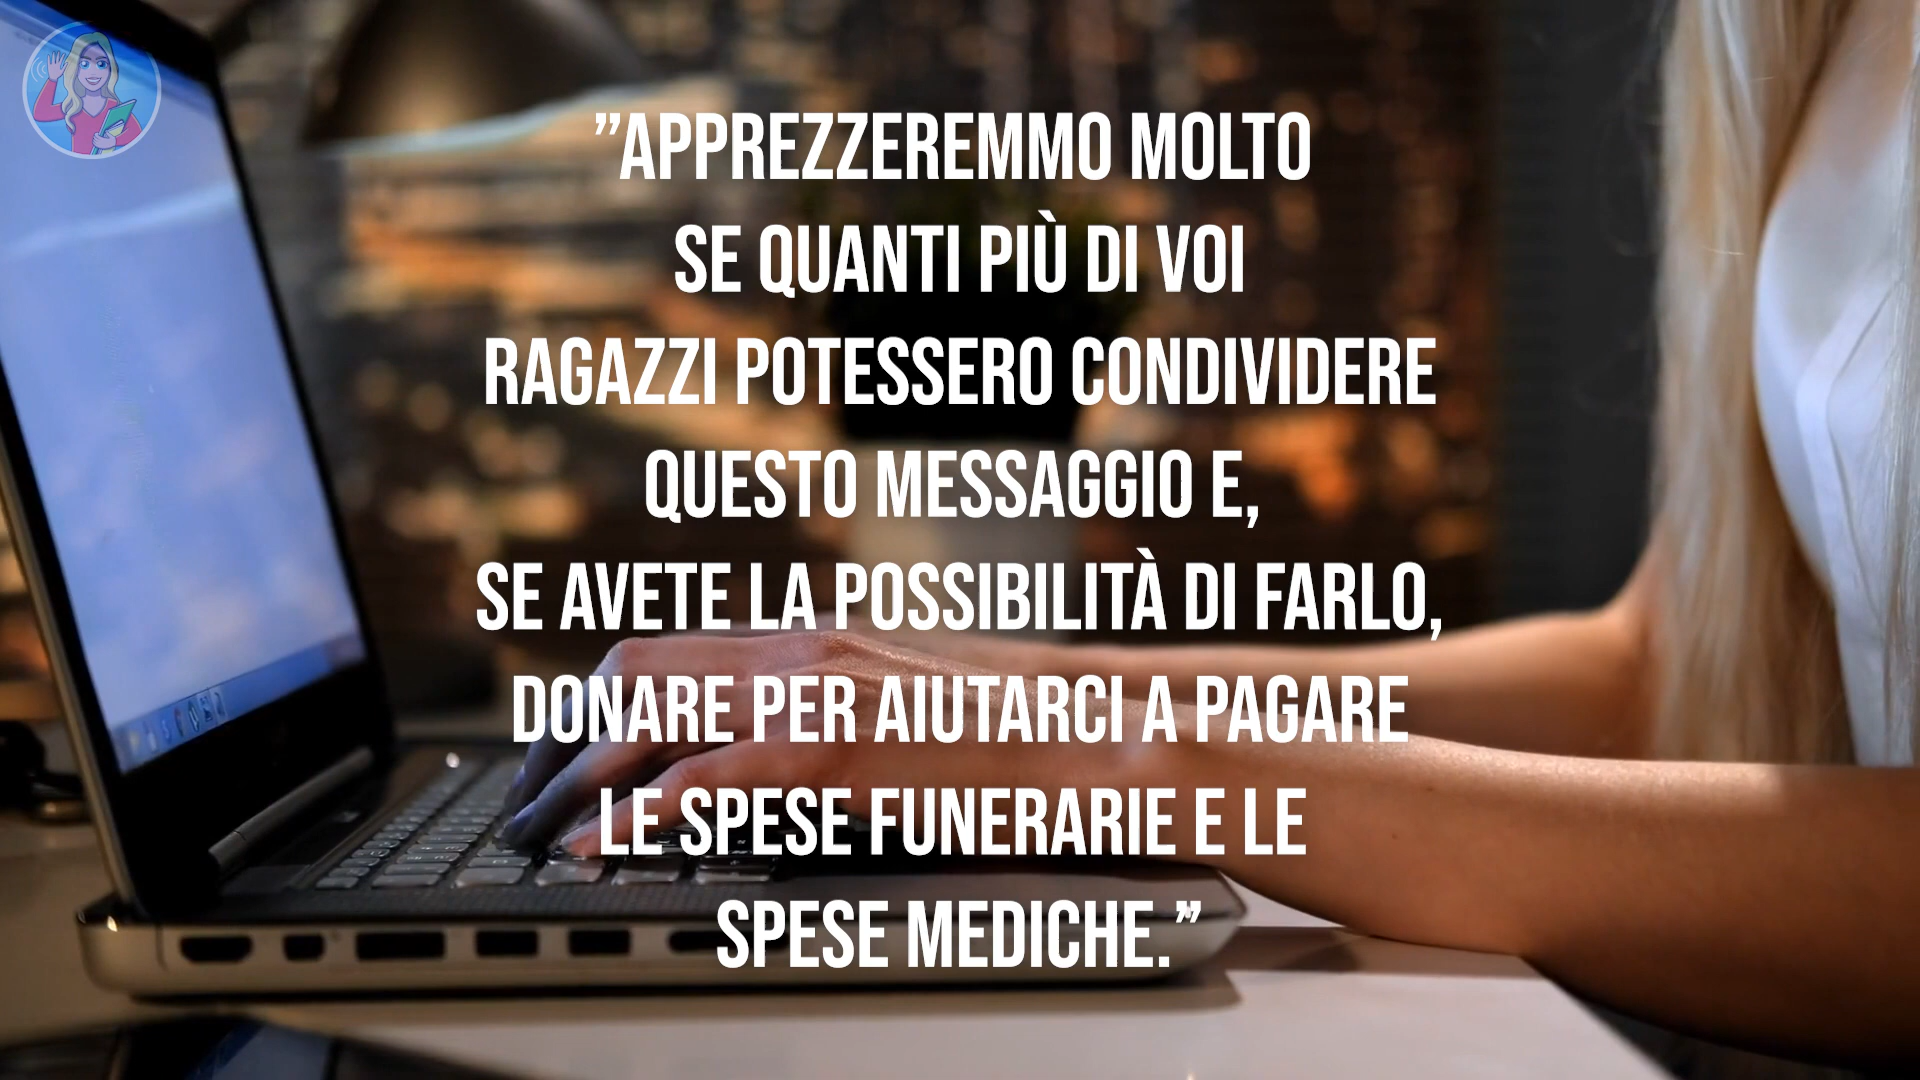 ”APPREZZEREMMO MOLTO
SE QUANTI PIÙ DI VOI
RAGAZZI POTESSERO CONDIVIDERE
QUESTO MESSAGGIO E,
SE AVETE LA POSSIBILITÀ DI FARLO,
DONARE PER AIUTARCI A PAGARE
LE SPESE FUNERARIE E LE
SPESE MEDICHE.”